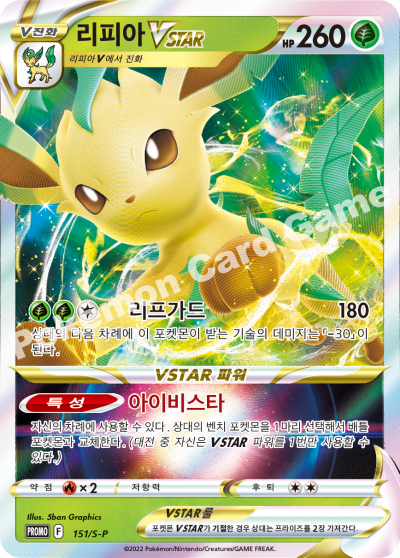 V진화
리피아 VSTAR
HP 260
리피아V에서 진화
Pokémon Card Game
리프가드 180
상대의 다음 차례에 이 포켓몬이 받는 기술의 데미지는 「-30」이
된다.
VSTAR 파워
특성 아이비스타
자신의 차례에 사용할 수 있다. 상대의 벤치 포켓몬을 1마리 선택해서 배틀
포켓몬과 교체한다. (대전 중 자신은 VSTAR 파워를 1번만 사용할 수
있다.)
약점 ×2 저항력 후퇴
Illus. 5ban Graphics
PROMO F 151/S-P
VSTAR룰
포켓몬 VSTAR가 기절한 경우 상대는 프라이즈를 2장 가져간다.
©2022 Pokémon/Nintendo/Creatures/GAME FREAK.